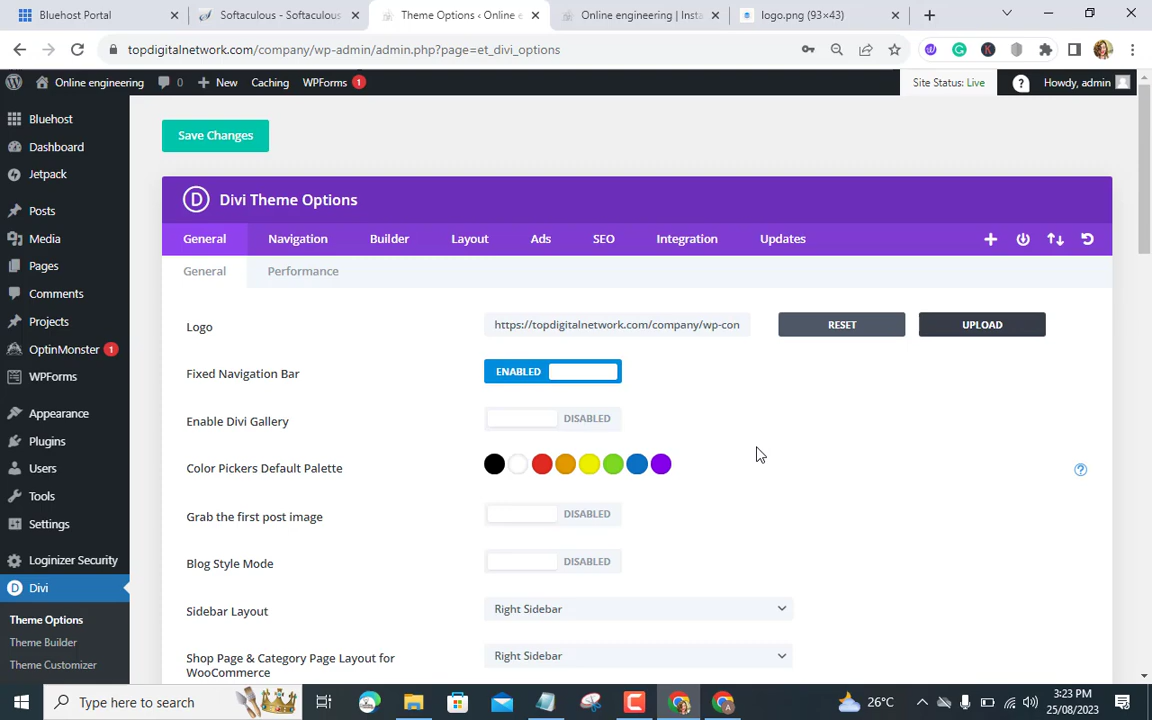 Bluehost Portal
Softaculous - Softaculous
Theme Options ‹ Online e
Online engineering | Insta
logo.png (93×43)
topdigitalnetwork.com/company/wp-admin/admin.php?page=et_divi_options
Online engineering
0
New
Caching
WPForms 1
Site Status: Live
Howdy, admin
Bluehost
Dashboard
Jetpack
Posts
Media
Pages
Comments
Projects
OptinMonster 1
WPForms
Appearance
Plugins
Users
Tools
Settings
Loginizer Security
Divi
Theme Options
Theme Builder
Theme Customizer
Save Changes
D Divi Theme Options
General
Navigation
Builder
Layout
Ads
SEO
Integration
Updates
General
Performance
Logo
https://topdigitalnetwork.com/company/wp-con
RESET
UPLOAD
Fixed Navigation Bar
ENABLED
Enable Divi Gallery
DISABLED
Color Pickers Default Palette
Grab the first post image
DISABLED
Blog Style Mode
DISABLED
Sidebar Layout
Right Sidebar
Shop Page & Category Page Layout for
WooCommerce
Right Sidebar
Type here to search
26°C
3:23 PM
25/08/2023